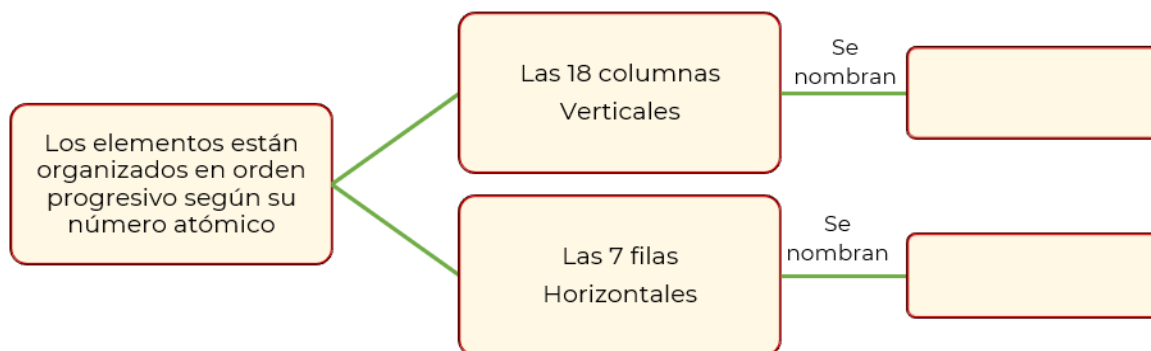 Los elementos están
organizados en orden
progresivo según su
número atómico
Las 18 columnas
Verticales
Se
nombran
Las 7 filas
Horizontales
Se
nombran